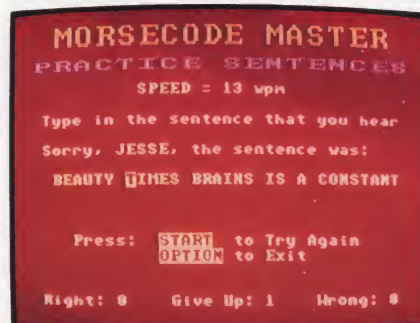 MORSECODE MASTER
PRACTICE SENTENCES
SPEED = 13 wpm
Type in the sentence that you hear
Sorry, JESSE, the sentence was:
BEAUTY TIMES BRAINS IS A CONSTANT
Press: START to Try Again
OPTION to Exit
Right: 0 Give Up: 1 Wrong: 0